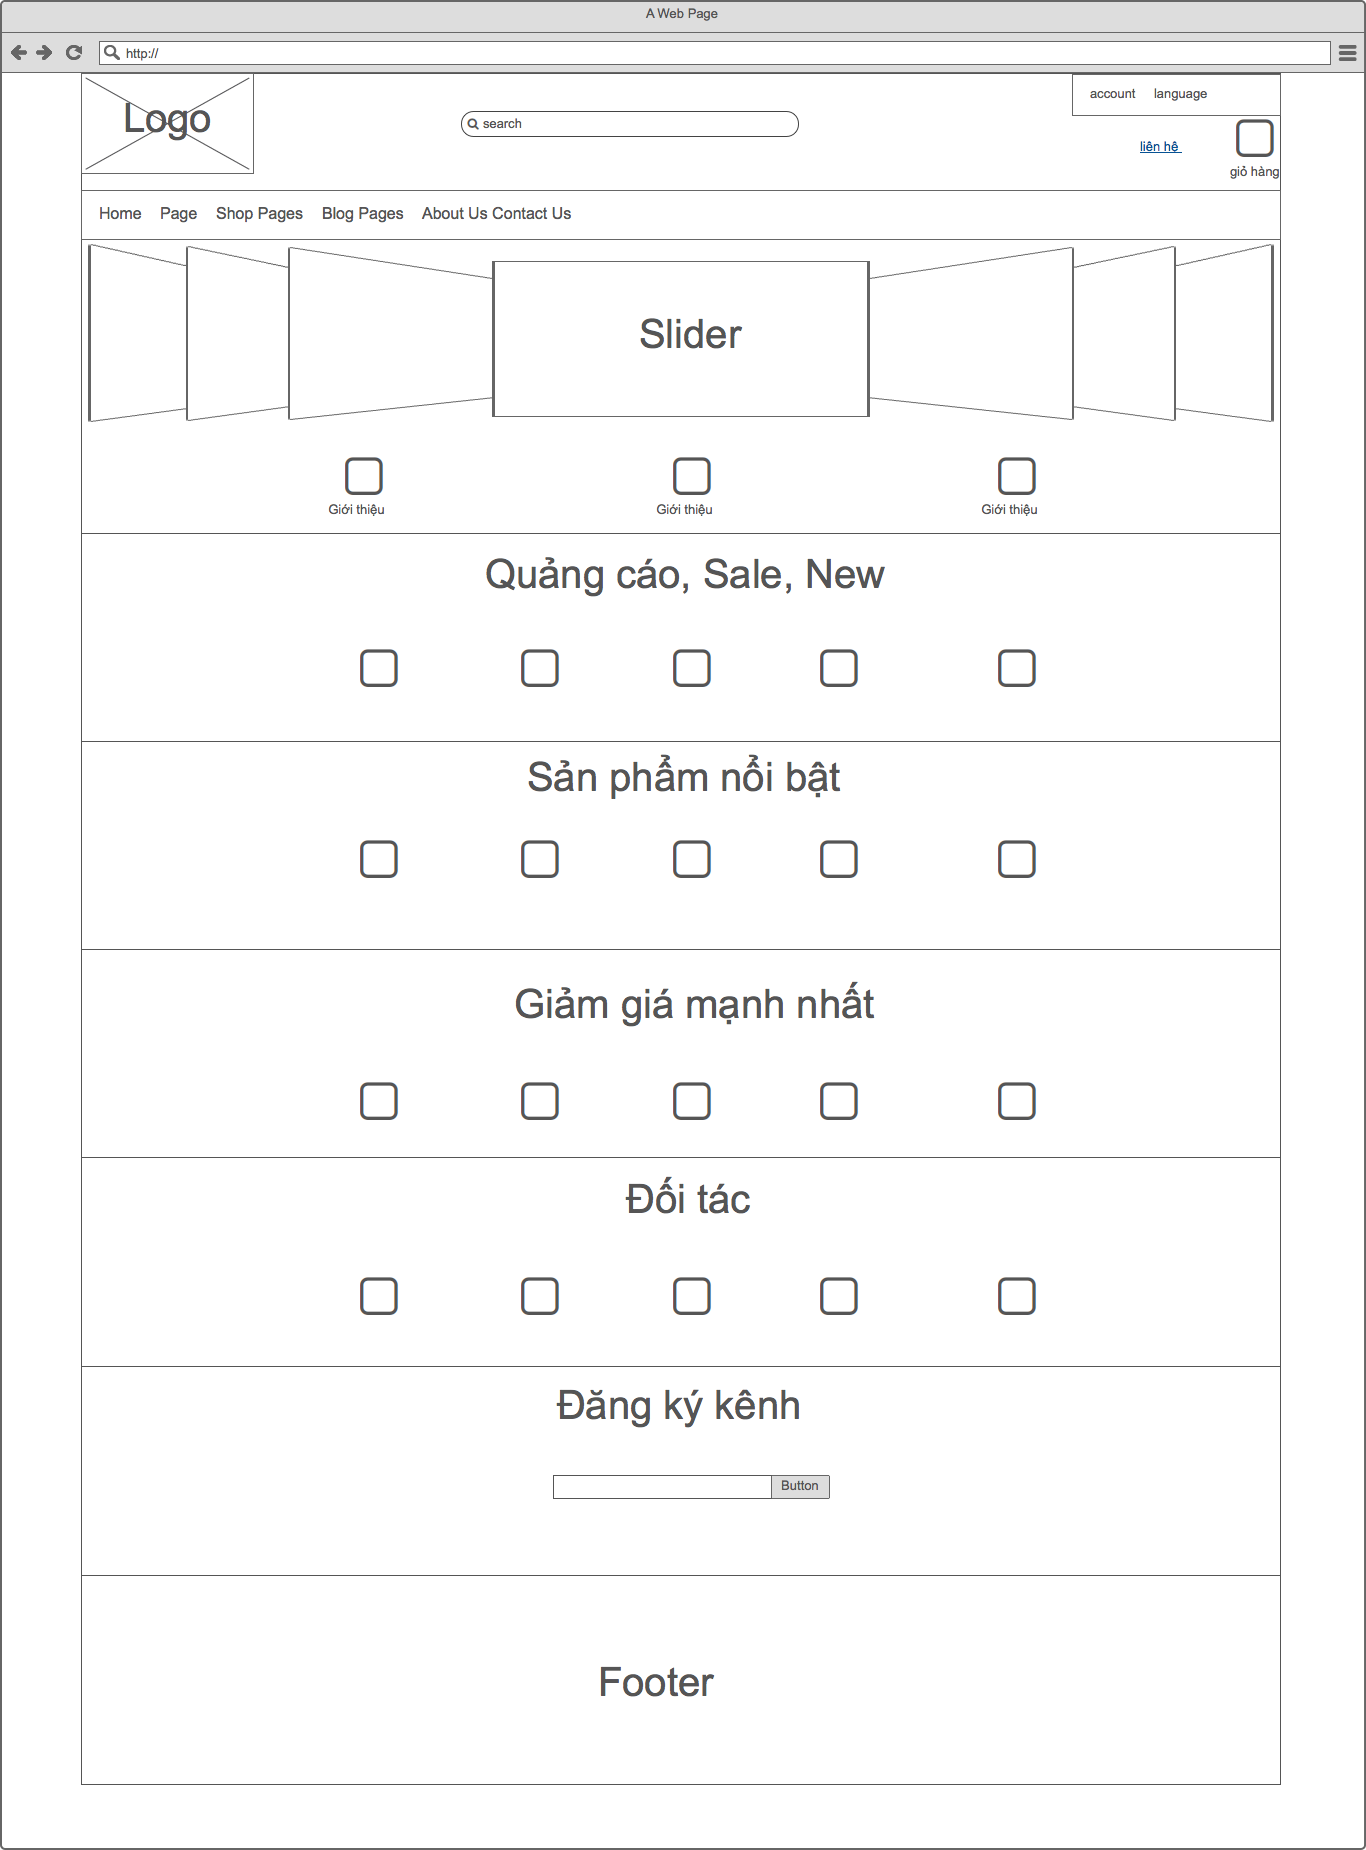 A Web Page
http://
Logo
search
account language
liên hệ
giỏ hàng
Home Page Shop Pages Blog Pages About Us Contact Us
Slider
Giới thiệu Giới thiệu Giới thiệu
Quảng cáo, Sale, New
Sản phẩm nổi bật
Giảm giá mạnh nhất
Đối tác
Đăng ký kênh
Button
Footer